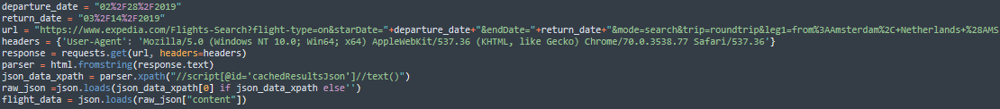 departure_date = "02%2F28%2F2019"
return_date = "03%2F14%2F2019"
url = "https://www.expedia.com/Flights-Search?flight-type=on&starDate="+departure_date+"&endDate="+return_date+"&mode=search&trip=roundtrip&leg1=from%3AAmsterdam%2C+Netherlands+%28AMS
headers = {'User-Agent': 'Mozilla/5.0 (Windows NT 10.0; Win64; x64) AppleWebKit/537.36 (KHTML, like Gecko) Chrome/70.0.3538.77 Safari/537.36'}
response = requests.get(url, headers=headers)
parser = html.fromstring(response.text)
json_data_xpath = parser.xpath("//script[@id='cachedResultsJson']//text()")
raw_json =json.loads(json_data_xpath[0] if json_data_xpath else'')
flight_data = json.loads(raw_json["content"])